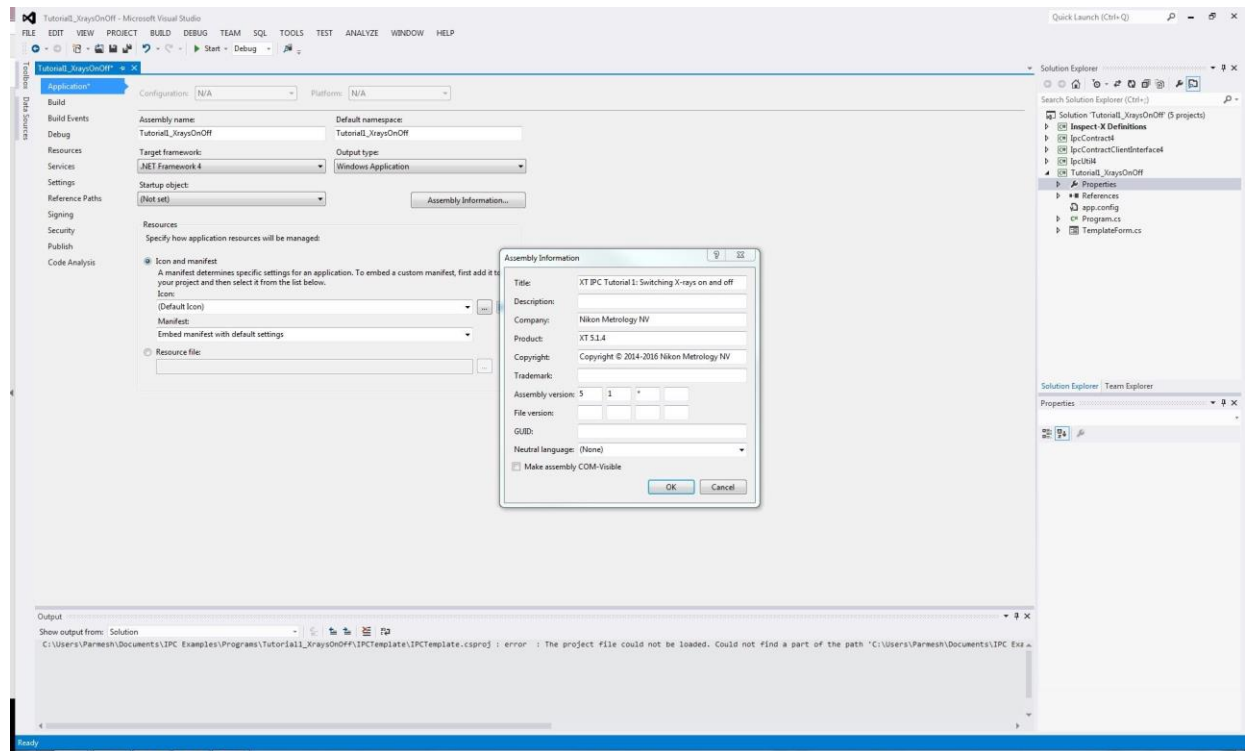 Tutorial1_XraysOnOff - Microsoft Visual Studio
Quick Launch (Ctrl+Q)
FILE EDIT VIEW PROJECT BUILD DEBUG TEAM SQL TOOLS TEST ANALYZE WINDOW HELP
Start Debug
Toolbox
Data Sources
Tutorial1_XraysOnOff*
Application*
Build
Build Events
Debug
Resources
Services
Settings
Reference Paths
Signing
Security
Publish
Code Analysis
Configuration: N/A Platform: N/A
Assembly name: Default namespace:
Tutorial1_XraysOnOff Tutorial1_XraysOnOff
Target framework: Output type:
.NET Framework 4 Windows Application
Startup object:
(Not set) Assembly Information...
Resources
Specify how application resources will be managed:
Icon and manifest
A manifest determines specific settings for an application. To embed a custom manifest, first add it to
your project and then select it from the list below.
Icon:
(Default Icon) ...
Manifest:
Embed manifest with default settings
Resource file:
...
Assembly Information
Title: XT IPC Tutorial 1: Switching X-rays on and off
Description:
Company: Nikon Metrology NV
Product: XT 5.1.4
Copyright: Copyright © 2014-2016 Nikon Metrology NV
Trademark:
Assembly version: 5 1 *
File version:
GUID:
Neutral language: (None)
Make assembly COM-Visible
OK Cancel
Solution Explorer
Search Solution Explorer (Ctrl+;)
Solution 'Tutorial1_XraysOnOff' (5 projects)
Inspect-X Definitions
IpcContract4
IpcContractClientInterface4
IpcUtil4
Tutorial1_XraysOnOff
Properties
References
app.config
C# Program.cs
TemplateForm.cs
Solution Explorer Team Explorer
Properties
Output
Show output from: Solution
C:\Users\Parmesh\Documents\IPC Examples\Programs\Tutorial1_XraysOnOff\IPCTemplate\IPCTemplate.csproj : error : The project file could not be loaded. Could not find a part of the path 'C:\Users\Parmesh\Documents\IPC Exa
Ready